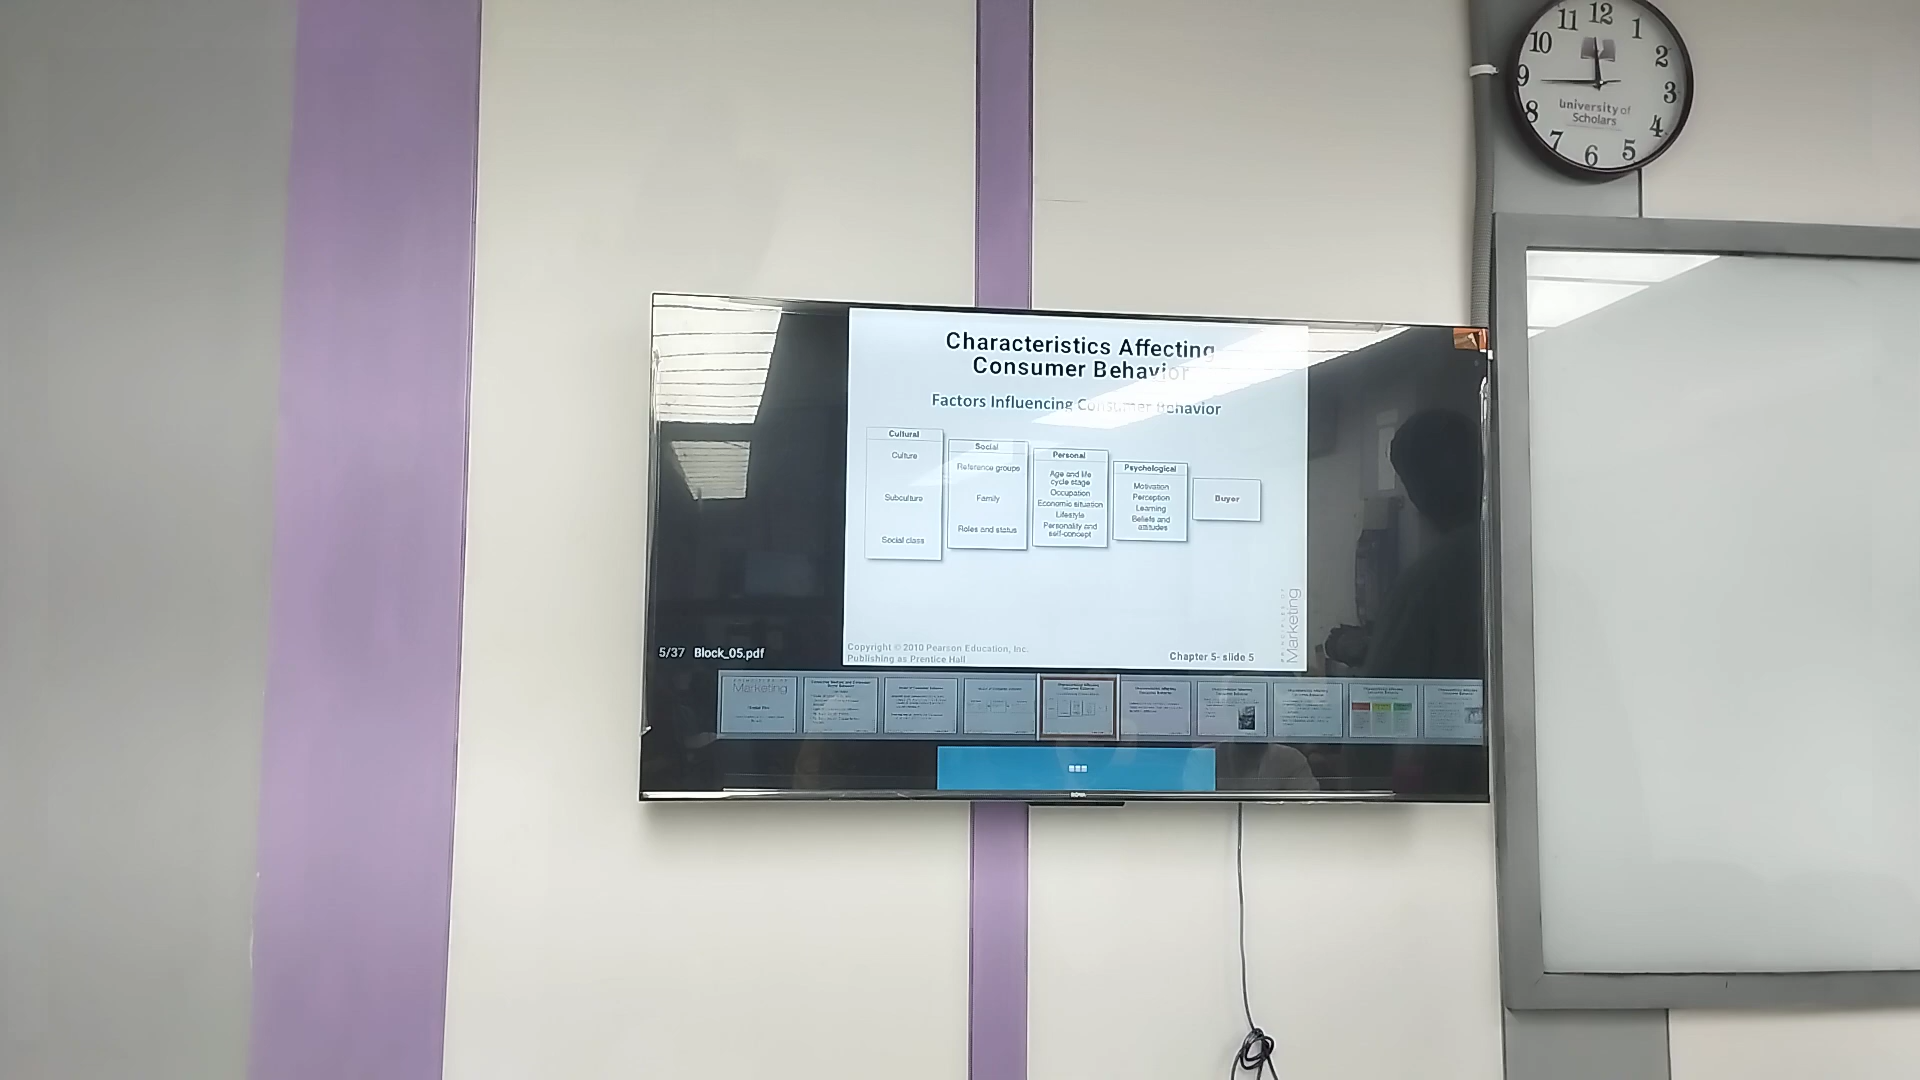 11 12 1
10 2
9 3
8 4
7 6 5
University of
Scholars
Characteristics Affecting
Consumer Behavior
Factors Influencing Consumer Behavior
Cultural
Culture
Subculture
Social class
Social
Reference groups
Family
Roles and status
Personal
Age and life
cycle stage
Occupation
Economic situation
Lifestyle
Personality and
self-concept
Psychological
Motivation
Perception
Learning
Beliefs and
attitudes
Buyer
PRINCIPLES OF
Marketing
Copyright © 2010 Pearson Education, Inc.
Publishing as Prentice Hall
Chapter 5- slide 5
5/37 Block_05.pdf
Marketing